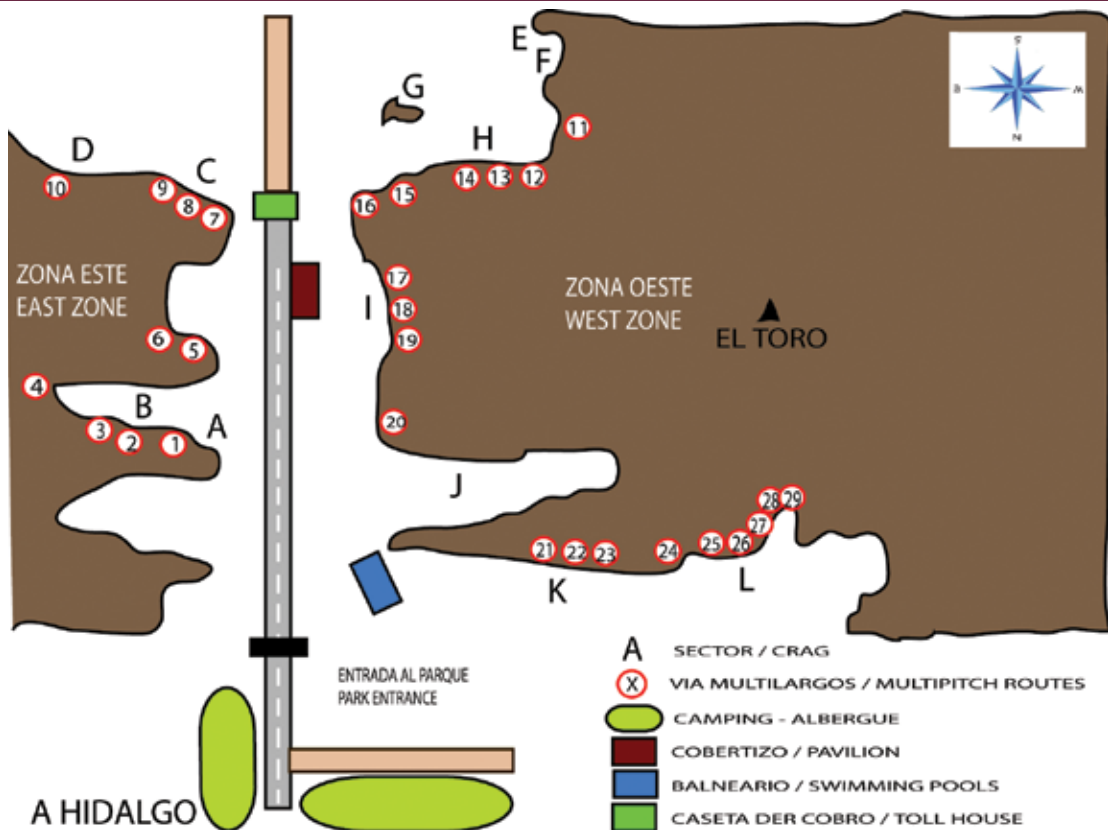 E
F
G
S
E
W
N
11
D
H
C
10
9
8
7
14
13
12
16
15
ZONA ESTE
EAST ZONE
17
I
18
19
ZONA OESTE
WEST ZONE
EL TORO
6
5
4
B
A
3
2
1
20
J
28
29
27
21
22
23
24
25
26
K
L
ENTRADA AL PARQUE
PARK ENTRANCE
A HIDALGO
A SECTOR / CRAG
X VIA MULTILARGOS / MULTIPITCH ROUTES
CAMPING - ALBERGUE
COBERTIZO / PAVILION
BALNEARIO / SWIMMING POOLS
CASETA DER COBRO / TOLL HOUSE